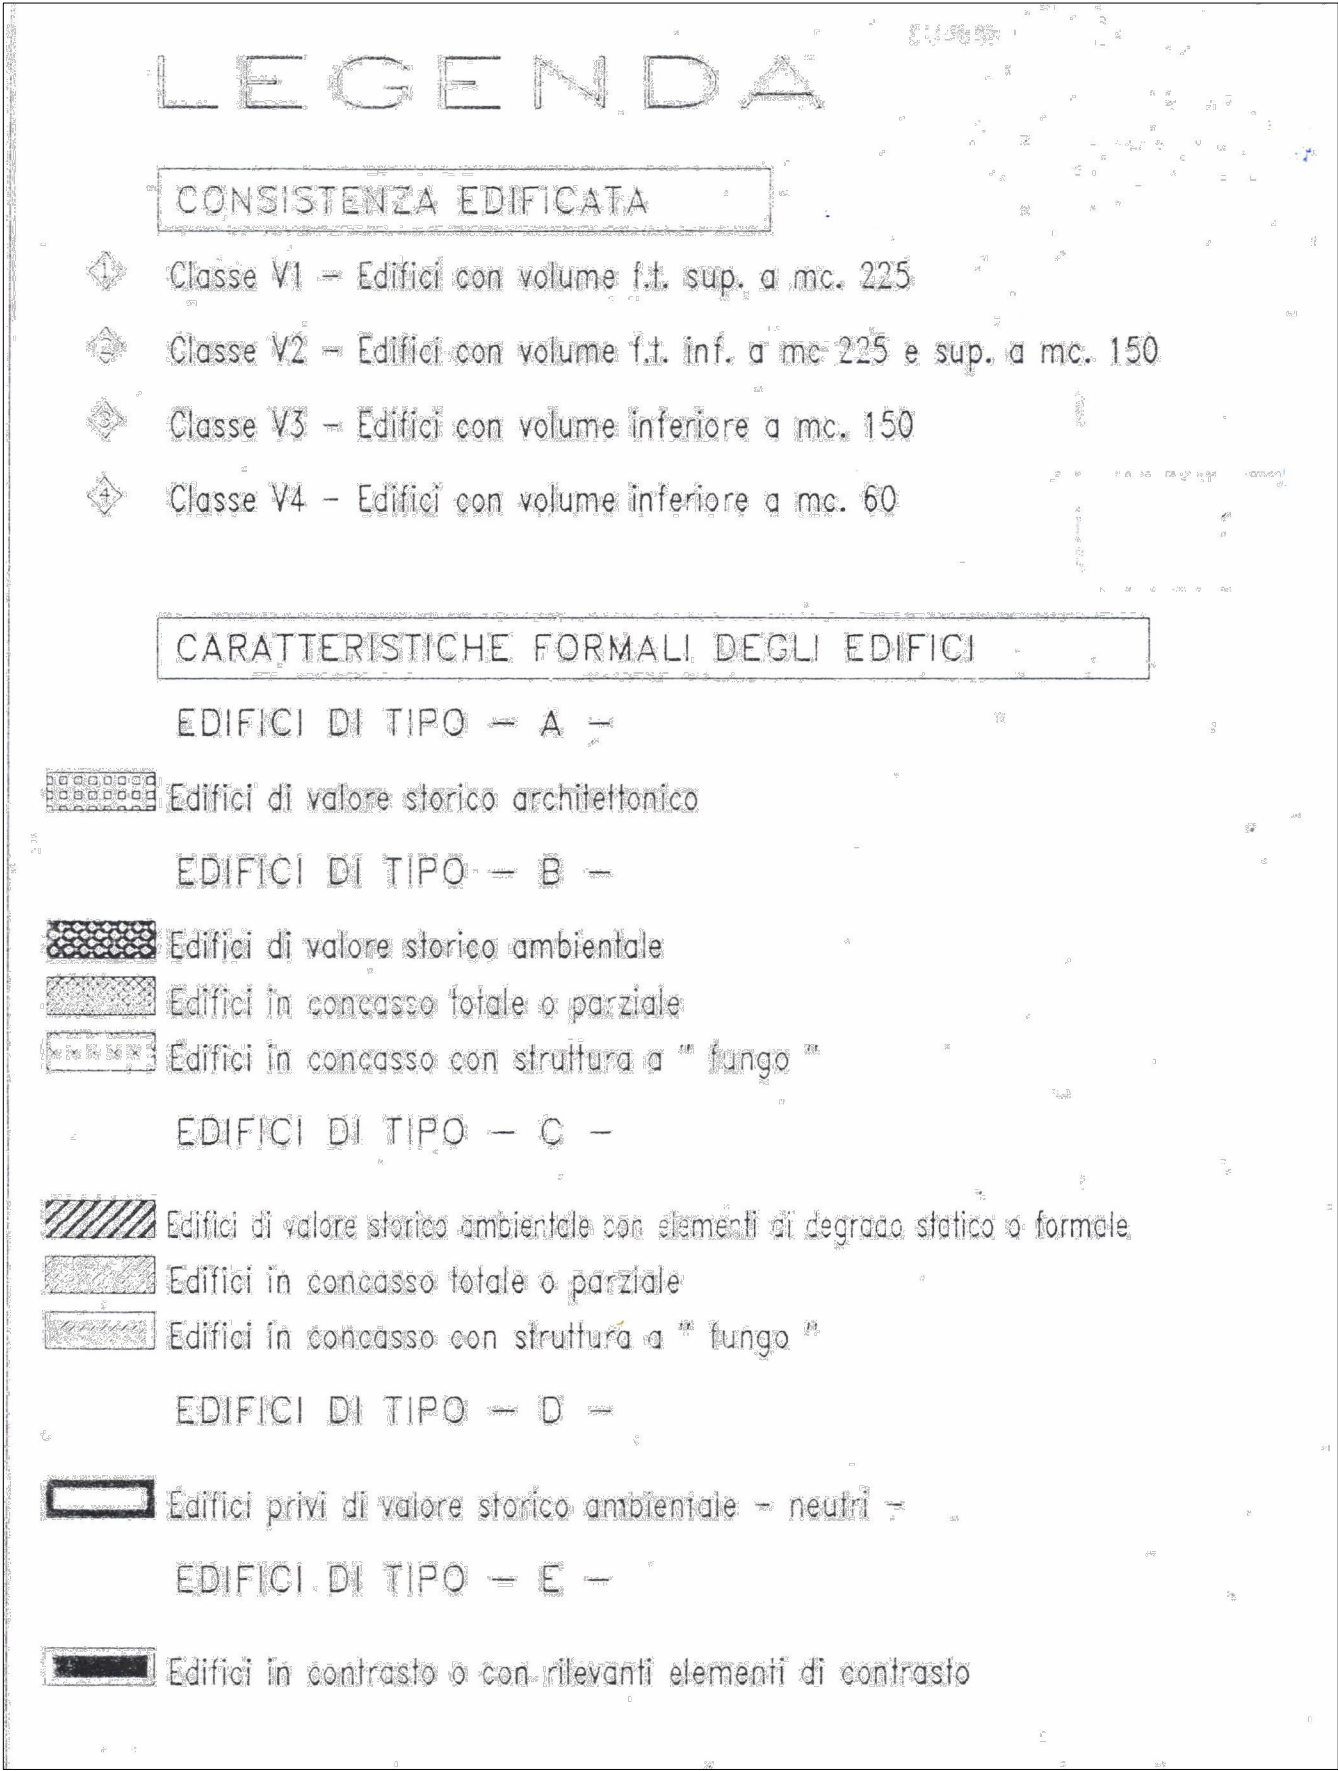 LEGENDA
CONSISTENZA EDIFICATA
1 Classe V1 – Edifici con volume f.t. sup. a mc. 225
2 Classe V2 – Edifici con volume f.t. inf. a mc 225 e sup. a mc. 150
3 Classe V3 – Edifici con volume inferiore a mc. 150
4 Classe V4 – Edifici con volume inferiore a mc. 60
CARATTERISTICHE FORMALI DEGLI EDIFICI
EDIFICI DI TIPO – A –
Edifici di valore storico architettonico
EDIFICI DI TIPO – B –
Edifici di valore storico ambientale
Edifici in concasso totale o parziale
Edifici in concasso con struttura a " fungo "
EDIFICI DI TIPO – C –
Edifici di valore storico ambientale con elementi di degrado statico o formale
Edifici in concasso totale o parziale
Edifici in concasso con struttura a " fungo "
EDIFICI DI TIPO – D –
Edifici privi di valore storico ambientale – neutri –
EDIFICI DI TIPO – E –
Edifici in contrasto o con rilevanti elementi di contrasto